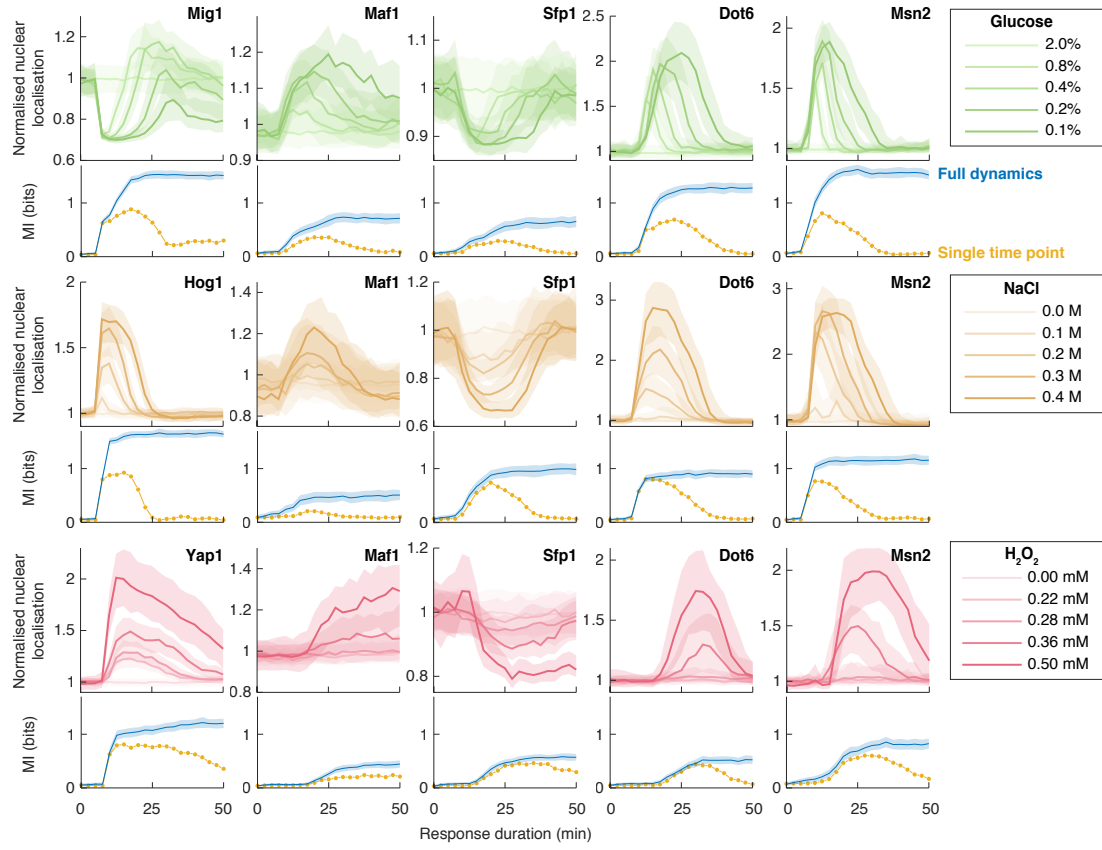 Mig1 Maf1 Sfp1 Dot6 Msn2
Normalised nuclear
localisation
1.2
1
0.8
0.6
1.2
1.1
1
0.9
1.1
1
0.9
2.5
2
1.5
1
2
1.5
1
Glucose
2.0%
0.8%
0.4%
0.2%
0.1%
MI (bits)
1
0
1
0
1
0
1
0
1
0
Full dynamics
Single time point
Hog1 Maf1 Sfp1 Dot6 Msn2
Normalised nuclear
localisation
2
1.5
1
1.4
1.2
1
0.8
1.2
1
0.8
0.6
3
2
1
3
2
1
NaCl
0.0 M
0.1 M
0.2 M
0.3 M
0.4 M
MI (bits)
1
0
1
0
1
0
1
0
1
0
Yap1 Maf1 Sfp1 Dot6 Msn2
Normalised nuclear
localisation
2
1.5
1
1.4
1.2
1
0.8
1.2
1
0.8
2
1.5
1
2
1.5
1
H₂O₂
0.00 mM
0.22 mM
0.28 mM
0.36 mM
0.50 mM
MI (bits)
1
0
1
0
1
0
1
0
1
0
0 25 50 0 25 50 0 25 50 0 25 50 0 25 50
Response duration (min)